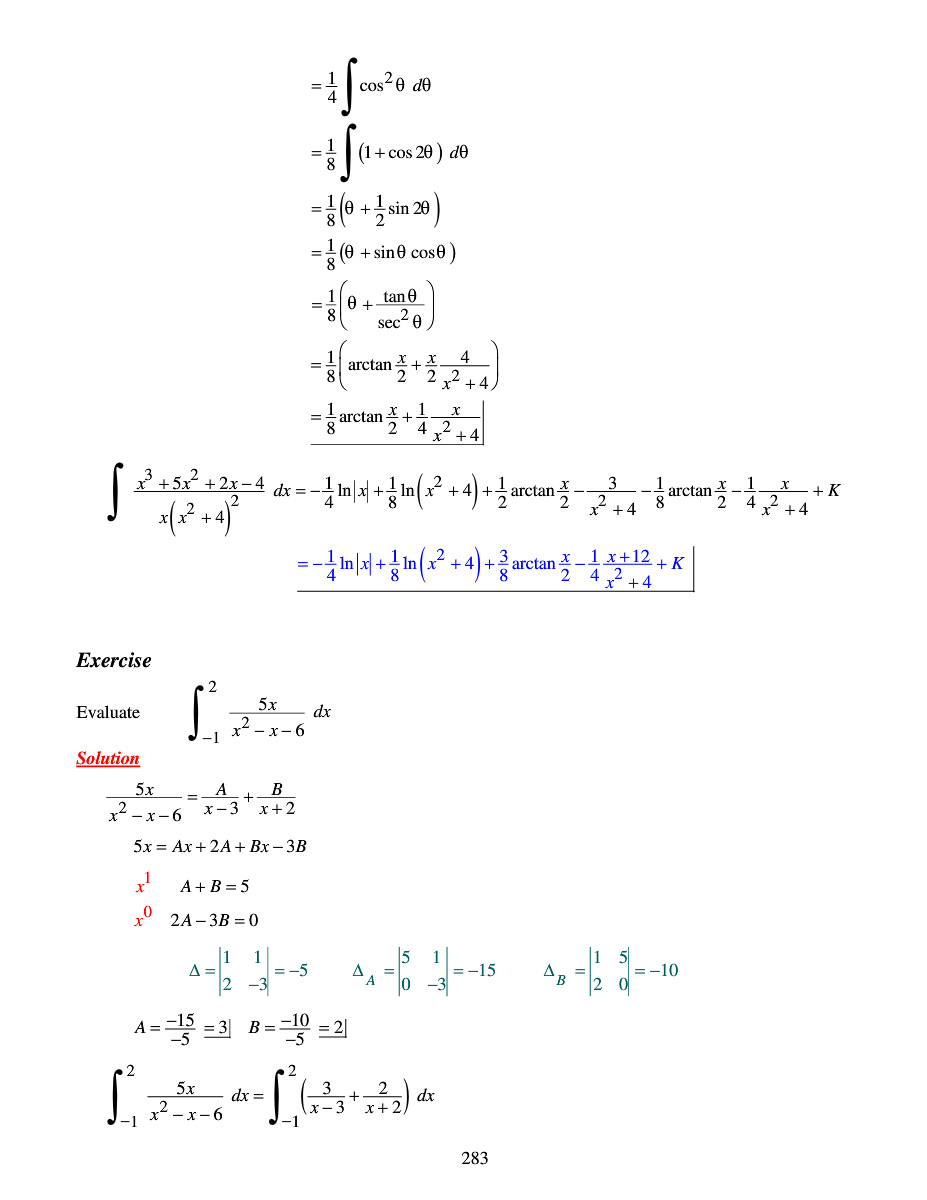 = 1/4 ∫ cos² θ dθ
= 1/8 ∫ (1 + cos 2θ) dθ
= 1/8 (θ + 1/2 sin 2θ)
= 1/8 (θ + sin θ cos θ)
= 1/8 (θ + tan θ / sec² θ)
= 1/8 (arctan x/2 + x/2 4/(x² + 4))
= 1/8 arctan x/2 + 1/4 x/(x² + 4)
∫ (x³ + 5x² + 2x − 4)/(x(x² + 4)²) dx = −1/4 ln|x| + 1/8 ln(x² + 4) + 1/2 arctan x/2 − 3/(x² + 4) − 1/8 arctan x/2 − 1/4 x/(x² + 4) + K
= −1/4 ln|x| + 1/8 ln(x² + 4) + 3/8 arctan x/2 − 1/4 (x + 12)/(x² + 4) + K
Exercise
Evaluate ∫₋₁² 5x/(x² − x − 6) dx
Solution
5x/(x² − x − 6) = A/(x − 3) + B/(x + 2)
5x = Ax + 2A + Bx − 3B
x¹ A + B = 5
x⁰ 2A − 3B = 0
Δ = |1 1; 2 −3| = −5 Δ_A = |5 1; 0 −3| = −15 Δ_B = |1 5; 2 0| = −10
A = −15/−5 = 3| B = −10/−5 = 2|
∫₋₁² 5x/(x² − x − 6) dx = ∫₋₁² (3/(x − 3) + 2/(x + 2)) dx
283